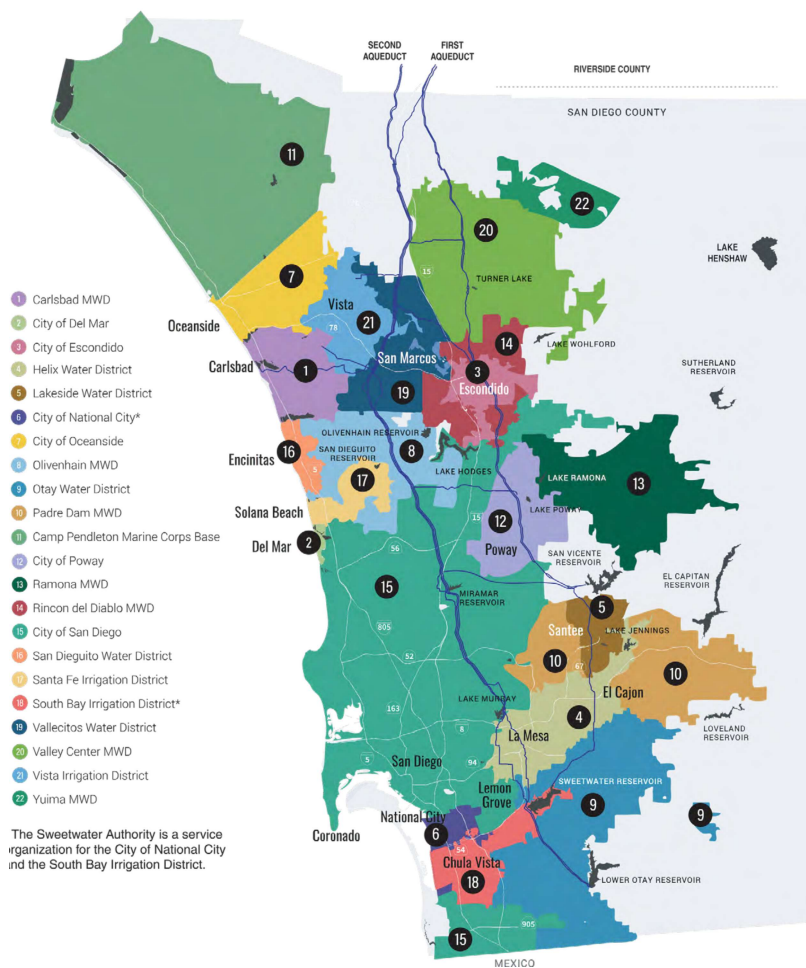 SECOND
AQUEDUCT
FIRST
AQUEDUCT
RIVERSIDE COUNTY
SAN DIEGO COUNTY
11
22
20
LAKE
HENSHAW
7
15
TURNER LAKE
1 Carlsbad MWD
2 City of Del Mar
3 City of Escondido
4 Helix Water District
5 Lakeside Water District
6 City of National City*
7 City of Oceanside
8 Olivenhain MWD
9 Otay Water District
10 Padre Dam MWD
11 Camp Pendleton Marine Corps Base
12 City of Poway
13 Ramona MWD
14 Rincon del Diablo MWD
15 City of San Diego
16 San Dieguito Water District
17 Santa Fe Irrigation District
18 South Bay Irrigation District*
19 Vallecitos Water District
20 Valley Center MWD
21 Vista Irrigation District
22 Yuima MWD
The Sweetwater Authority is a service
organization for the City of National City
and the South Bay Irrigation District.
Vista
21
78
Oceanside
14
LAKE WOHLFORD
San Marcos
Carlsbad
1
3
Escondido
SUTHERLAND
RESERVOIR
19
OLIVENHAIN RESERVOIR
16
8
SAN DIEGUITO
RESERVOIR
Encinitas
5
17
LAKE HODGES
LAKE RAMONA
13
Solana Beach
15
12
LAKE POWAY
Del Mar
2
Poway
56
SAN VICENTE
RESERVOIR
EL CAPITAN
RESERVOIR
15
MIRAMAR
RESERVOIR
5
805
Santee
LAKE JENNINGS
52
10
67
10
El Cajon
LAKE MURRAY
163
4
8
La Mesa
LOVELAND
RESERVOIR
5
San Diego
94
Lemon
Grove
SWEETWATER RESERVOIR
9
9
National City
Coronado
6
54
Chula Vista
18
LOWER OTAY RESERVOIR
905
15
MEXICO